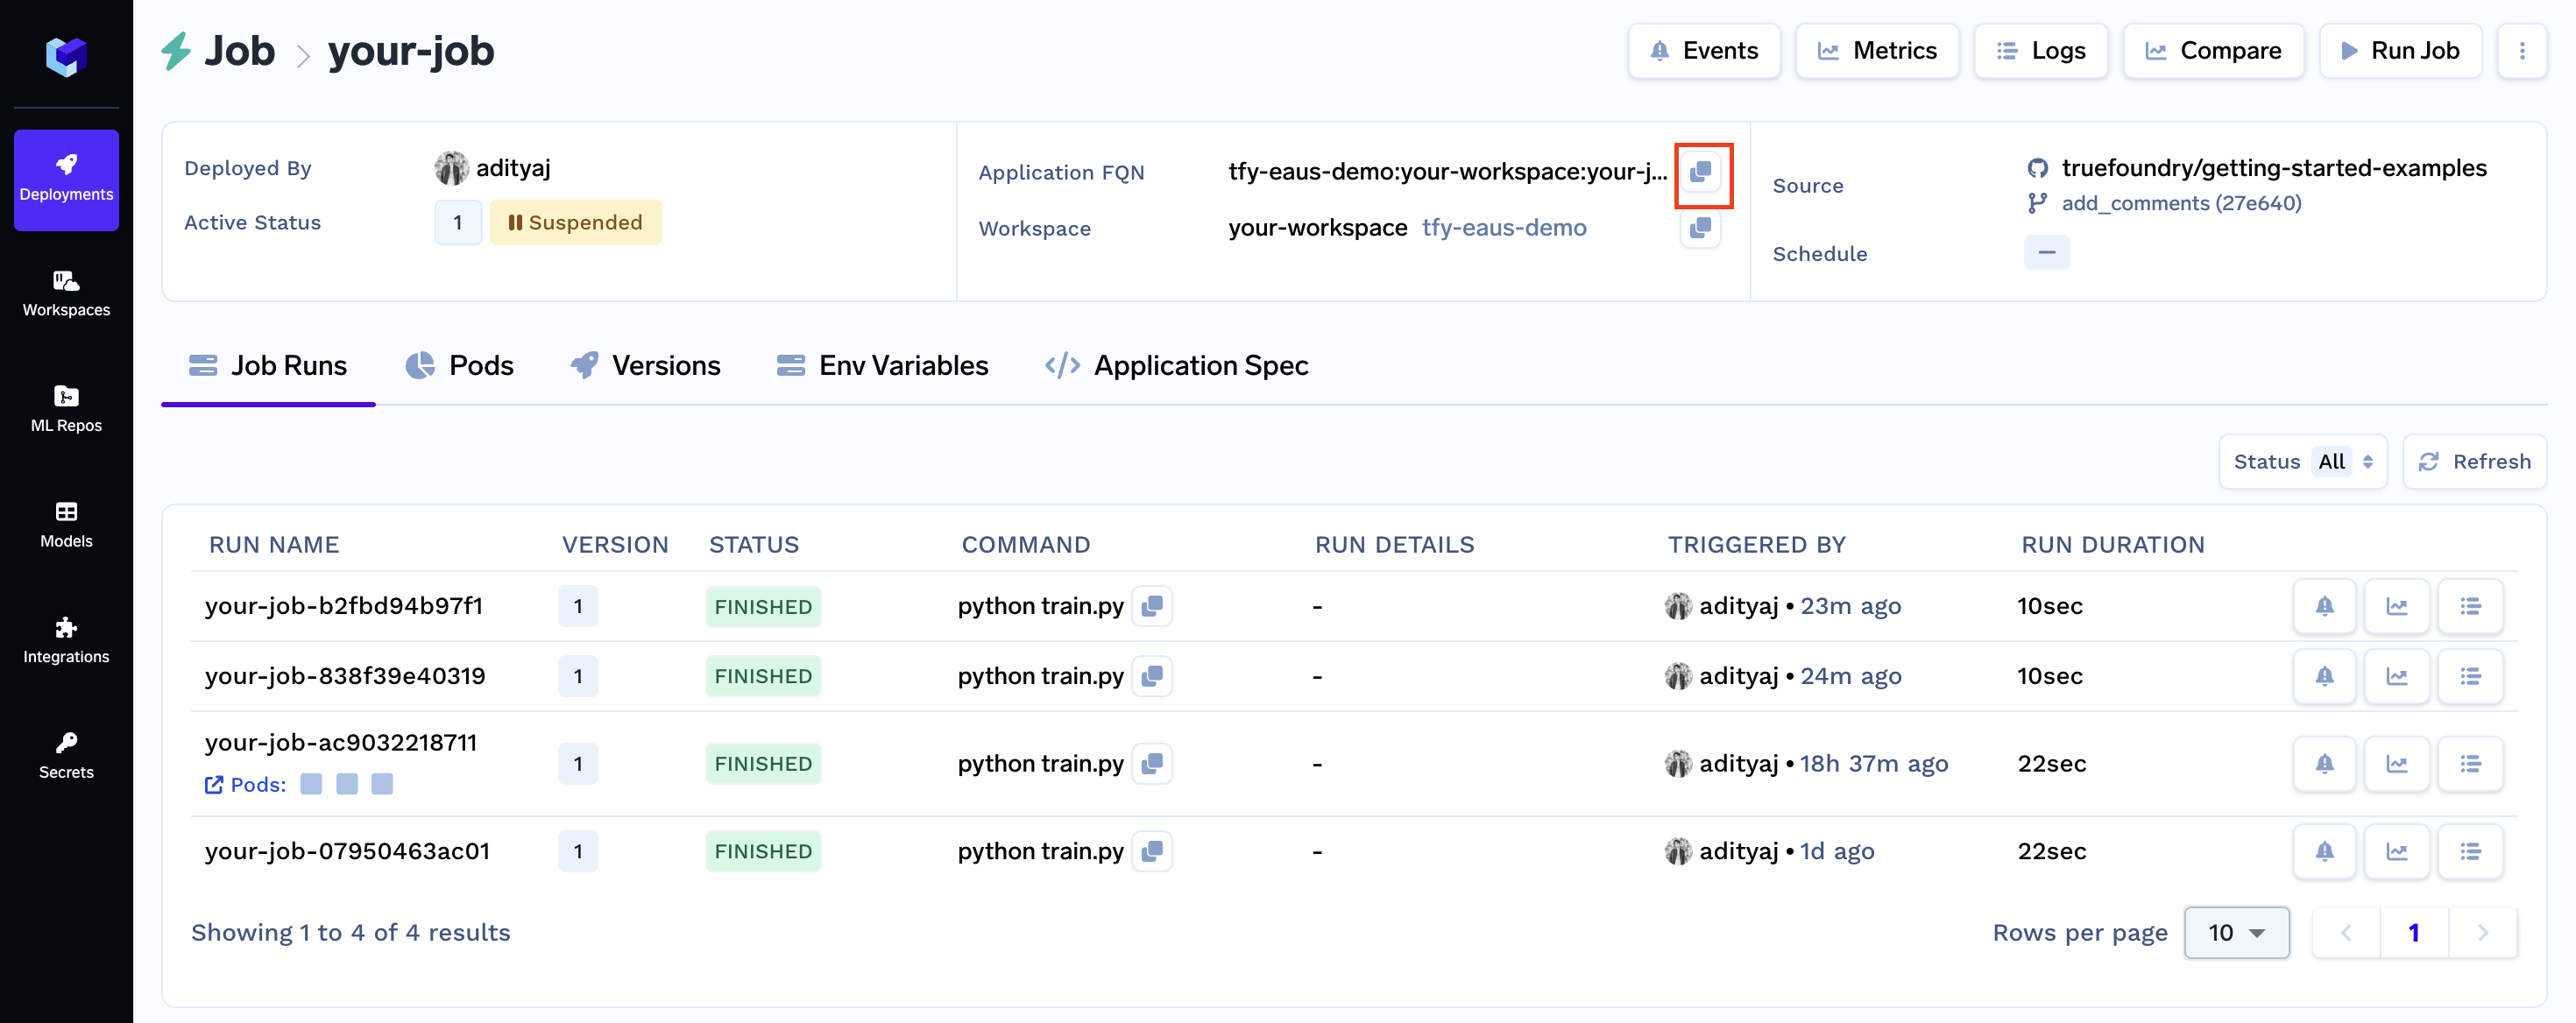 Job > your-job
Events
Metrics
Logs
Compare
Run Job
Deployments
Workspaces
ML Repos
Models
Integrations
Secrets
Deployed By adityaj
Active Status 1 Suspended
Application FQN tfy-eaus-demo:your-workspace:your-j...
Workspace your-workspace tfy-eaus-demo
Source truefoundry/getting-started-examples
add_comments (27e640)
Schedule –
Job Runs
Pods
Versions
Env Variables
Application Spec
Status All
Refresh
RUN NAME VERSION STATUS COMMAND RUN DETAILS TRIGGERED BY RUN DURATION
your-job-b2fbd94b97f1 1 FINISHED python train.py - adityaj • 23m ago 10sec
your-job-838f39e40319 1 FINISHED python train.py - adityaj • 24m ago 10sec
your-job-ac9032218711 1 FINISHED python train.py - adityaj • 18h 37m ago 22sec
Pods:
your-job-07950463ac01 1 FINISHED python train.py - adityaj • 1d ago 22sec
Showing 1 to 4 of 4 results
Rows per page 10
1